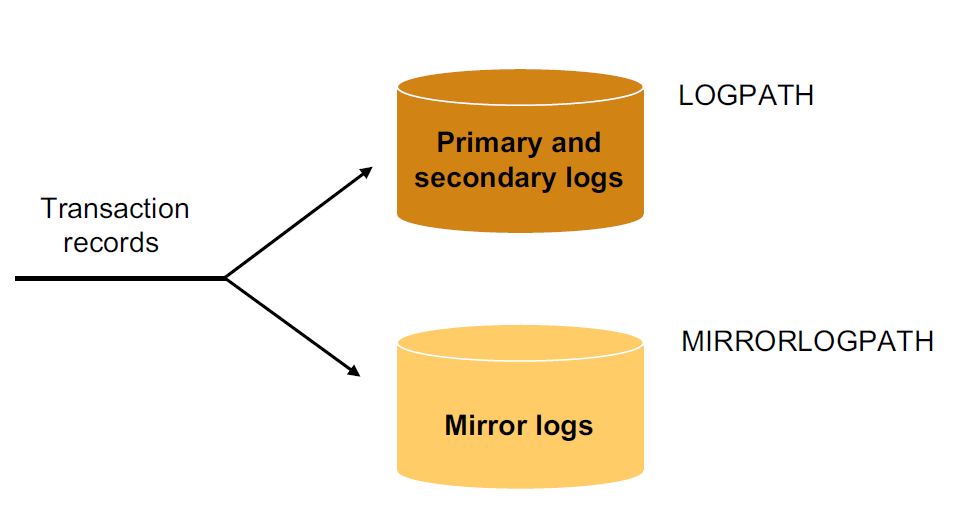 LOGPATH
Primary and
secondary logs
Transaction
records
MIRRORLOGPATH
Mirror logs